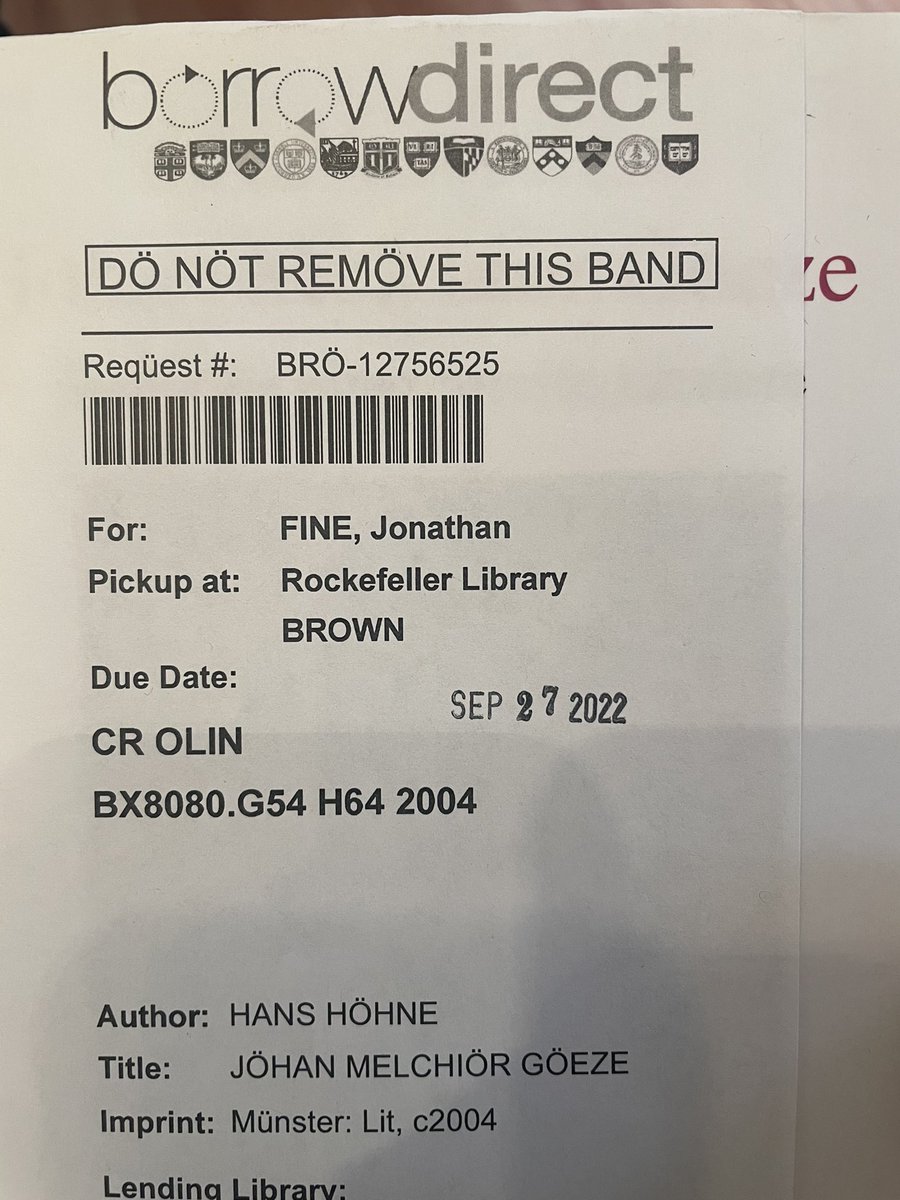 borrowdirect
DÖ NÖT REMÖVE THIS BAND
ze
Reqüest #: BRÖ-12756525
For: FINE, Jonathan
Pickup at: Rockefeller Library
BROWN
Due Date:
SEP 27 2022
CR OLIN
BX8080.G54 H64 2004
Author: HANS HÖHNE
Title: JÖHAN MELCHIÖR GÖEZE
Imprint: Münster: Lit, c2004
Lending Library: